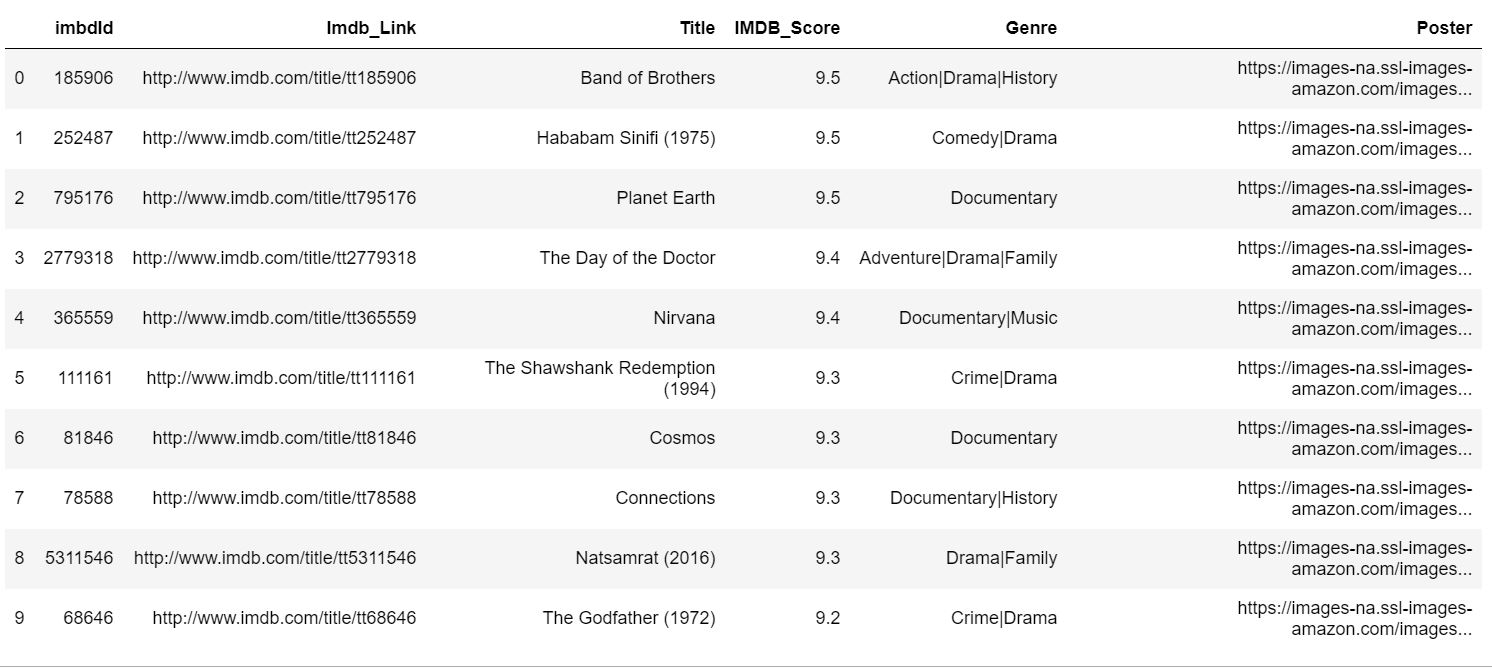 imbdId Imdb_Link Title IMDB_Score Genre Poster
0 185906 http://www.imdb.com/title/tt185906 Band of Brothers 9.5 Action|Drama|History https://images-na.ssl-images-
amazon.com/images...
1 252487 http://www.imdb.com/title/tt252487 Hababam Sinifi (1975) 9.5 Comedy|Drama https://images-na.ssl-images-
amazon.com/images...
2 795176 http://www.imdb.com/title/tt795176 Planet Earth 9.5 Documentary https://images-na.ssl-images-
amazon.com/images...
3 2779318 http://www.imdb.com/title/tt2779318 The Day of the Doctor 9.4 Adventure|Drama|Family https://images-na.ssl-images-
amazon.com/images...
4 365559 http://www.imdb.com/title/tt365559 Nirvana 9.4 Documentary|Music https://images-na.ssl-images-
amazon.com/images...
5 111161 http://www.imdb.com/title/tt111161 The Shawshank Redemption 9.3 Crime|Drama https://images-na.ssl-images-
(1994) amazon.com/images...
6 81846 http://www.imdb.com/title/tt81846 Cosmos 9.3 Documentary https://images-na.ssl-images-
amazon.com/images...
7 78588 http://www.imdb.com/title/tt78588 Connections 9.3 Documentary|History https://images-na.ssl-images-
amazon.com/images...
8 5311546 http://www.imdb.com/title/tt5311546 Natsamrat (2016) 9.3 Drama|Family https://images-na.ssl-images-
amazon.com/images...
9 68646 http://www.imdb.com/title/tt68646 The Godfather (1972) 9.2 Crime|Drama https://images-na.ssl-images-
amazon.com/images...